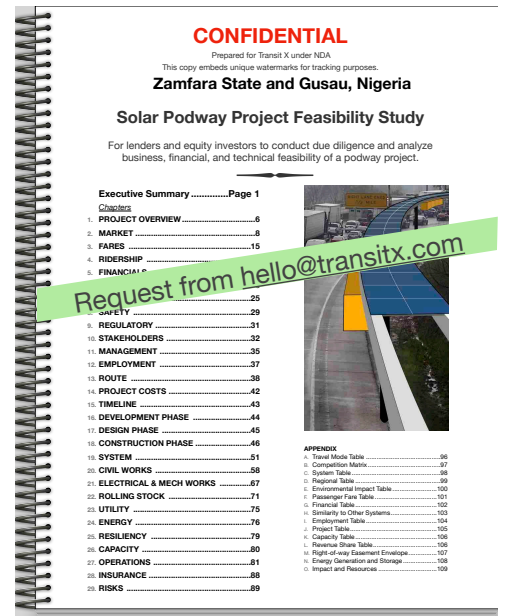 CONFIDENTIAL
Prepared for Transit X under NDA
This copy embeds unique watermarks for tracking purposes.
Zamfara State and Gusau, Nigeria
Solar Podway Project Feasibility Study
For lenders and equity investors to conduct due diligence and analyze
business, financial, and technical feasibility of a podway project.
Executive Summary ..............Page 1
Chapters
1. PROJECT OVERVIEW ..........................................6
2. MARKET ..........................................8
3. FARES ..........................................15
4. RIDERSHIP
5. FINANCIALS
Request from hello@transitx.com
25
8. SAFETY ..........................................29
9. REGULATORY ..........................................31
10. STAKEHOLDERS ..........................................32
11. MANAGEMENT ..........................................35
12. EMPLOYMENT ..........................................37
13. ROUTE ..........................................38
14. PROJECT COSTS ..........................................42
15. TIMELINE ..........................................43
16. DEVELOPMENT PHASE ..........................................44
17. DESIGN PHASE ..........................................45
18. CONSTRUCTION PHASE ..........................................46
19. SYSTEM ..........................................51
20. CIVIL WORKS ..........................................58
21. ELECTRICAL & MECH WORKS ..........................................67
22. ROLLING STOCK ..........................................71
23. UTILITY ..........................................75
24. ENERGY ..........................................76
25. RESILIENCY ..........................................79
26. CAPACITY ..........................................80
27. OPERATIONS ..........................................81
28. INSURANCE ..........................................88
29. RISKS ..........................................89
APPENDIX
A. Travel Mode Table ..........................................96
B. Competition Matrix ..........................................97
C. System Table ..........................................98
D. Regional Table ..........................................99
E. Environmental Impact Table ..........................................100
F. Passenger Fare Table ..........................................101
G. Financial Table ..........................................102
H. Similarity to Other Systems ..........................................103
I. Employment Table ..........................................104
J. Project Table ..........................................105
K. Capacity Table ..........................................106
L. Revenue Share Table ..........................................106
M. Right-of-way Easement Envelope ..........................................107
N. Energy Generation and Storage ..........................................108
O. Impact and Resources ..........................................109